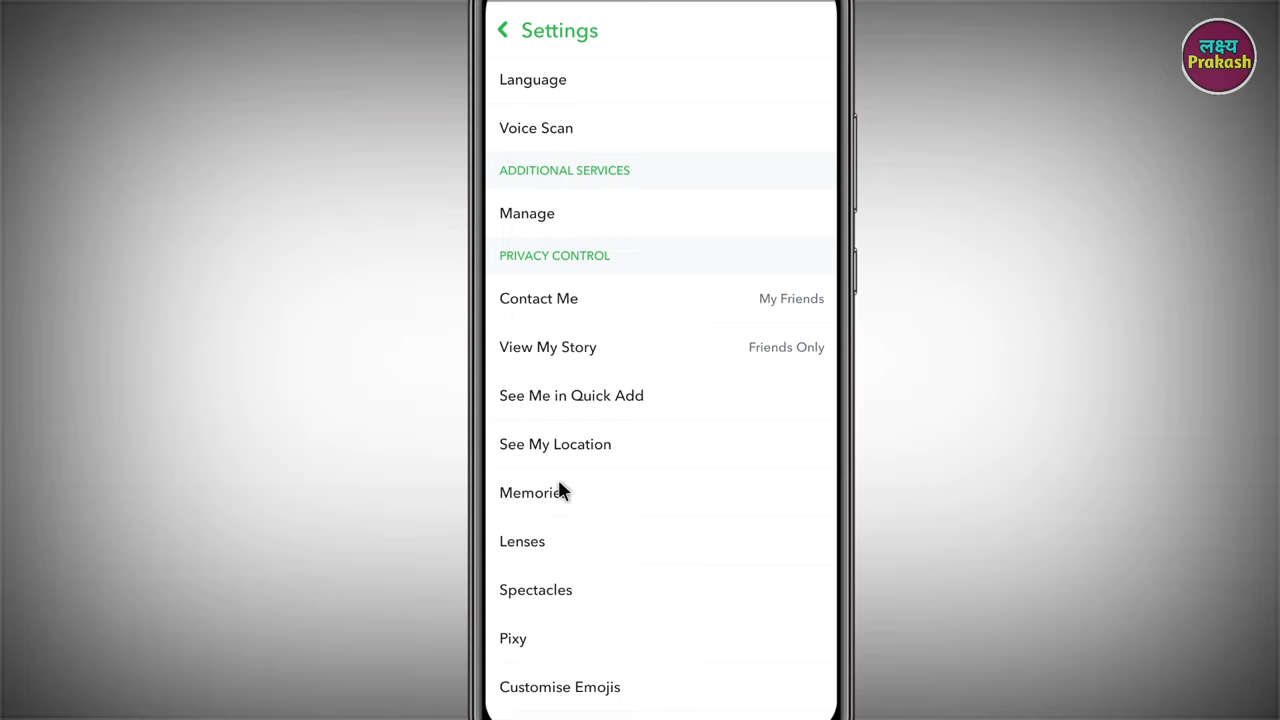 Settings
लक्ष्य
Prakash
Language
Voice Scan
ADDITIONAL SERVICES
Manage
PRIVACY CONTROL
Contact Me My Friends
View My Story Friends Only
See Me in Quick Add
See My Location
Memories
Lenses
Spectacles
Pixy
Customise Emojis